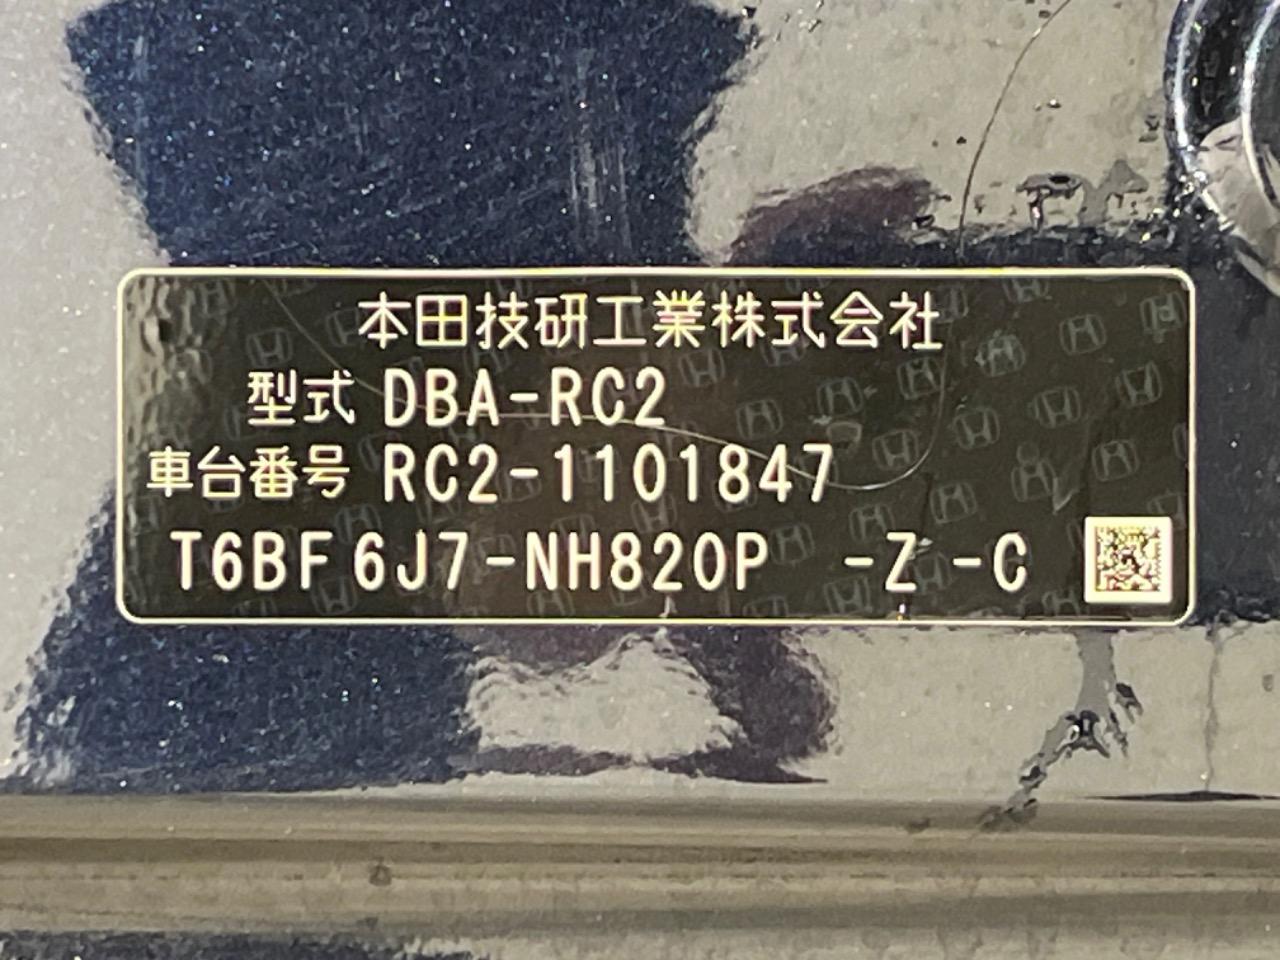 本田技研工業株式会社
型式 DBA-RC2
車台番号 RC2-1101847
T6BF6J7-NH820P -Z -C